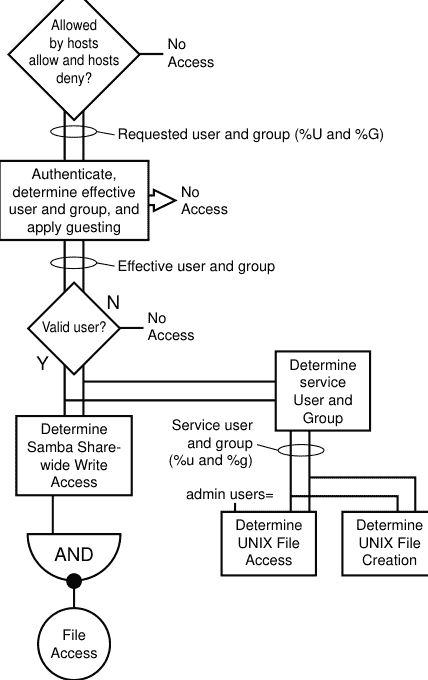 Allowed
by hosts
allow and hosts
deny?
No
Access
Requested user and group (%U and %G)
Authenticate,
determine effective
user and group, and
apply guesting
No
Access
Effective user and group
N
Valid user?
No
Access
Y
Determine
service
User and
Group
Determine
Samba Share-
wide Write
Access
Service user
and group
(%u and %g)
admin users=
Determine
UNIX File
Access
Determine
UNIX File
Creation
AND
File
Access